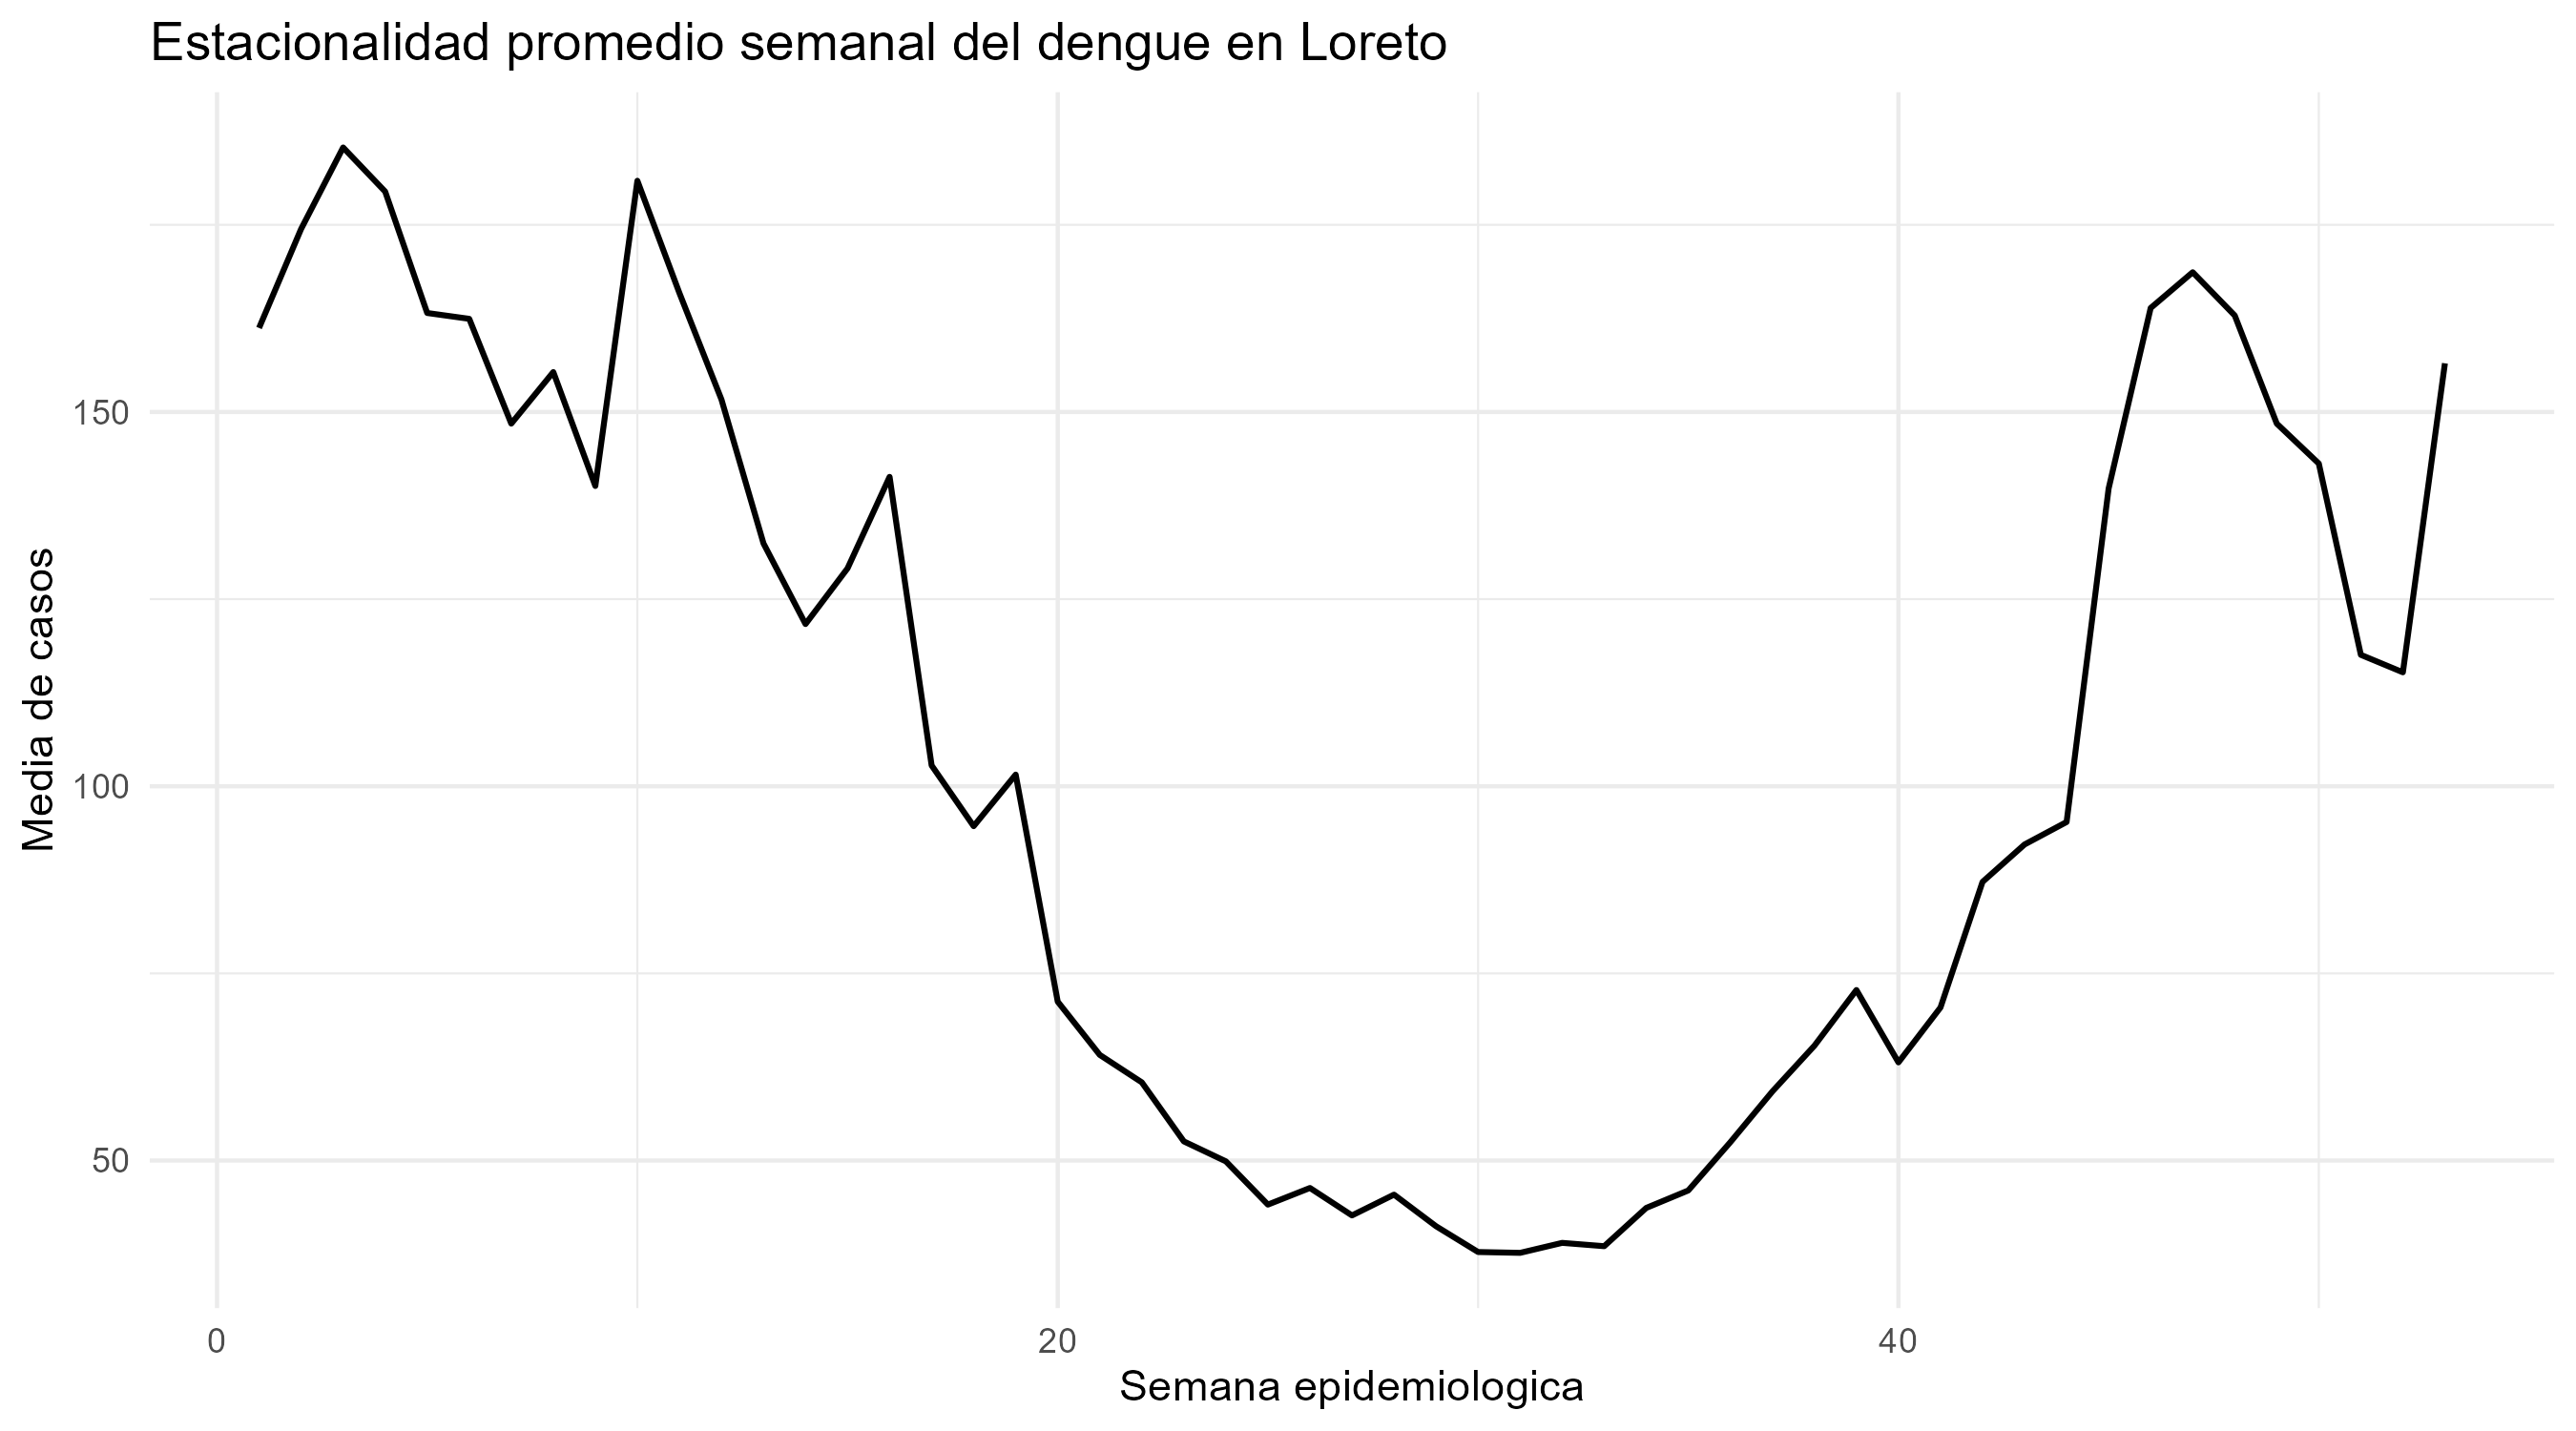 Estacionalidad promedio semanal del dengue en Loreto
Media de casos
150
100
50
0
20
40
Semana epidemiologica